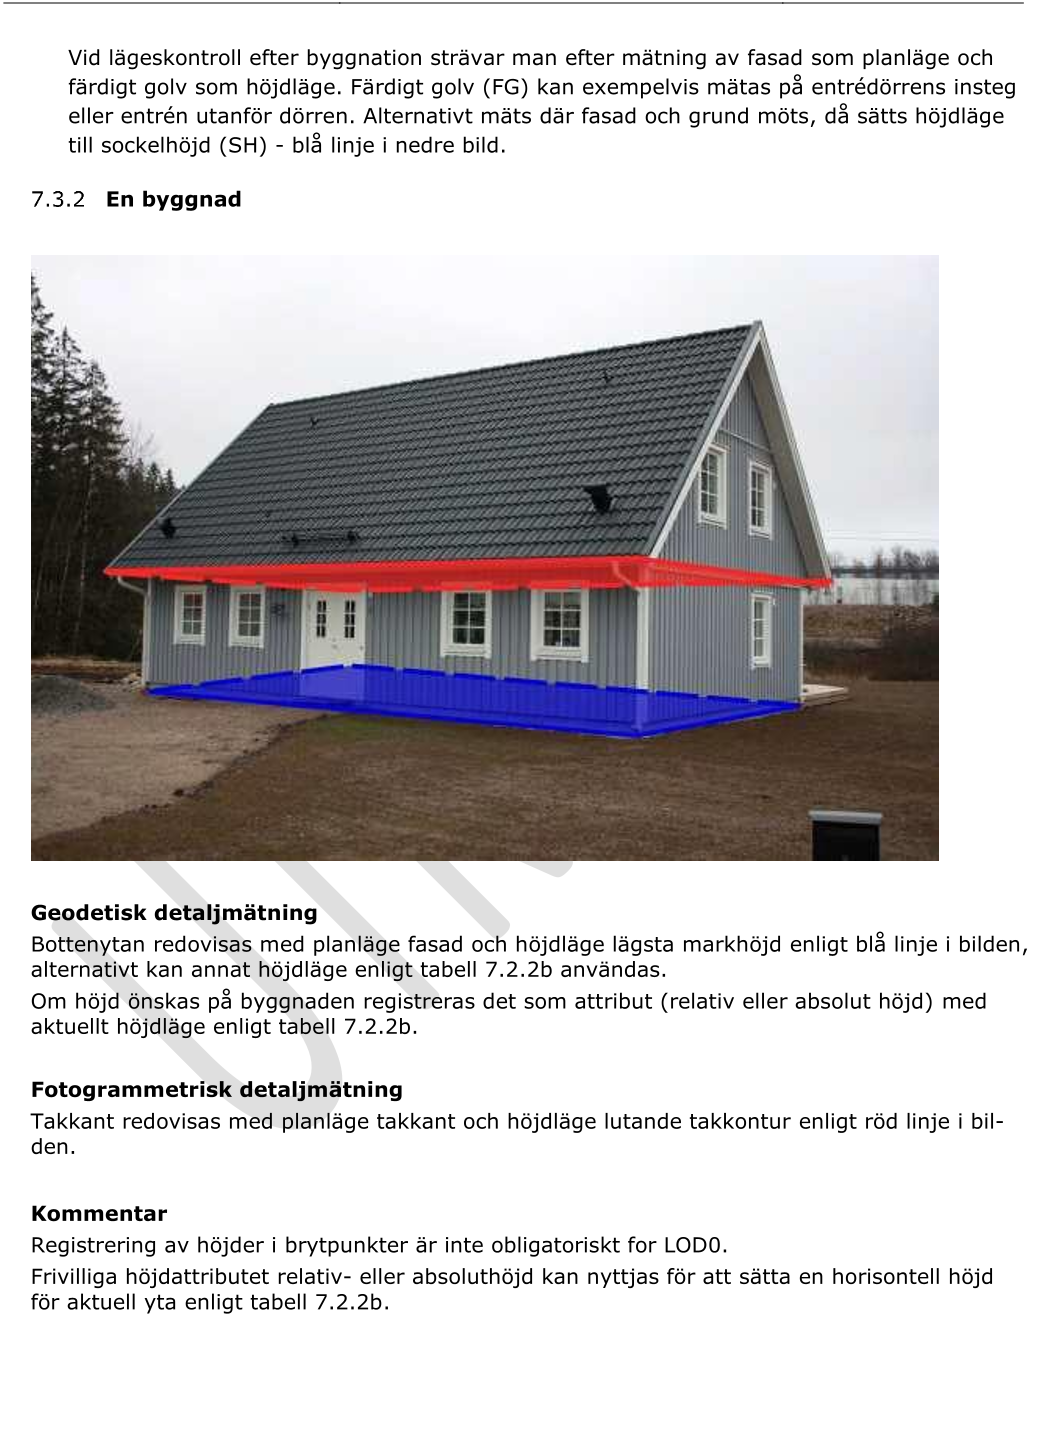 Vid lägeskontroll efter byggnation strävar man efter mätning av fasad som planläge och
färdigt golv som höjdläge. Färdigt golv (FG) kan exempelvis mätas på entrédörrens insteg
eller entrén utanför dörren. Alternativt mäts där fasad och grund möts, då sätts höjdläge
till sockelhöjd (SH) - blå linje i nedre bild.
7.3.2 En byggnad
Geodetisk detaljmätning
Bottenytan redovisas med planläge fasad och höjdläge lägsta markhöjd enligt blå linje i bilden,
alternativt kan annat höjdläge enligt tabell 7.2.2b användas.
Om höjd önskas på byggnaden registreras det som attribut (relativ eller absolut höjd) med
aktuellt höjdläge enligt tabell 7.2.2b.
Fotogrammetrisk detaljmätning
Takkant redovisas med planläge takkant och höjdläge lutande takkontur enligt röd linje i bil-
den.
Kommentar
Registrering av höjder i brytpunkter är inte obligatoriskt for LOD0.
Frivilliga höjdattributet relativ- eller absoluthöjd kan nyttjas för att sätta en horisontell höjd
för aktuell yta enligt tabell 7.2.2b.